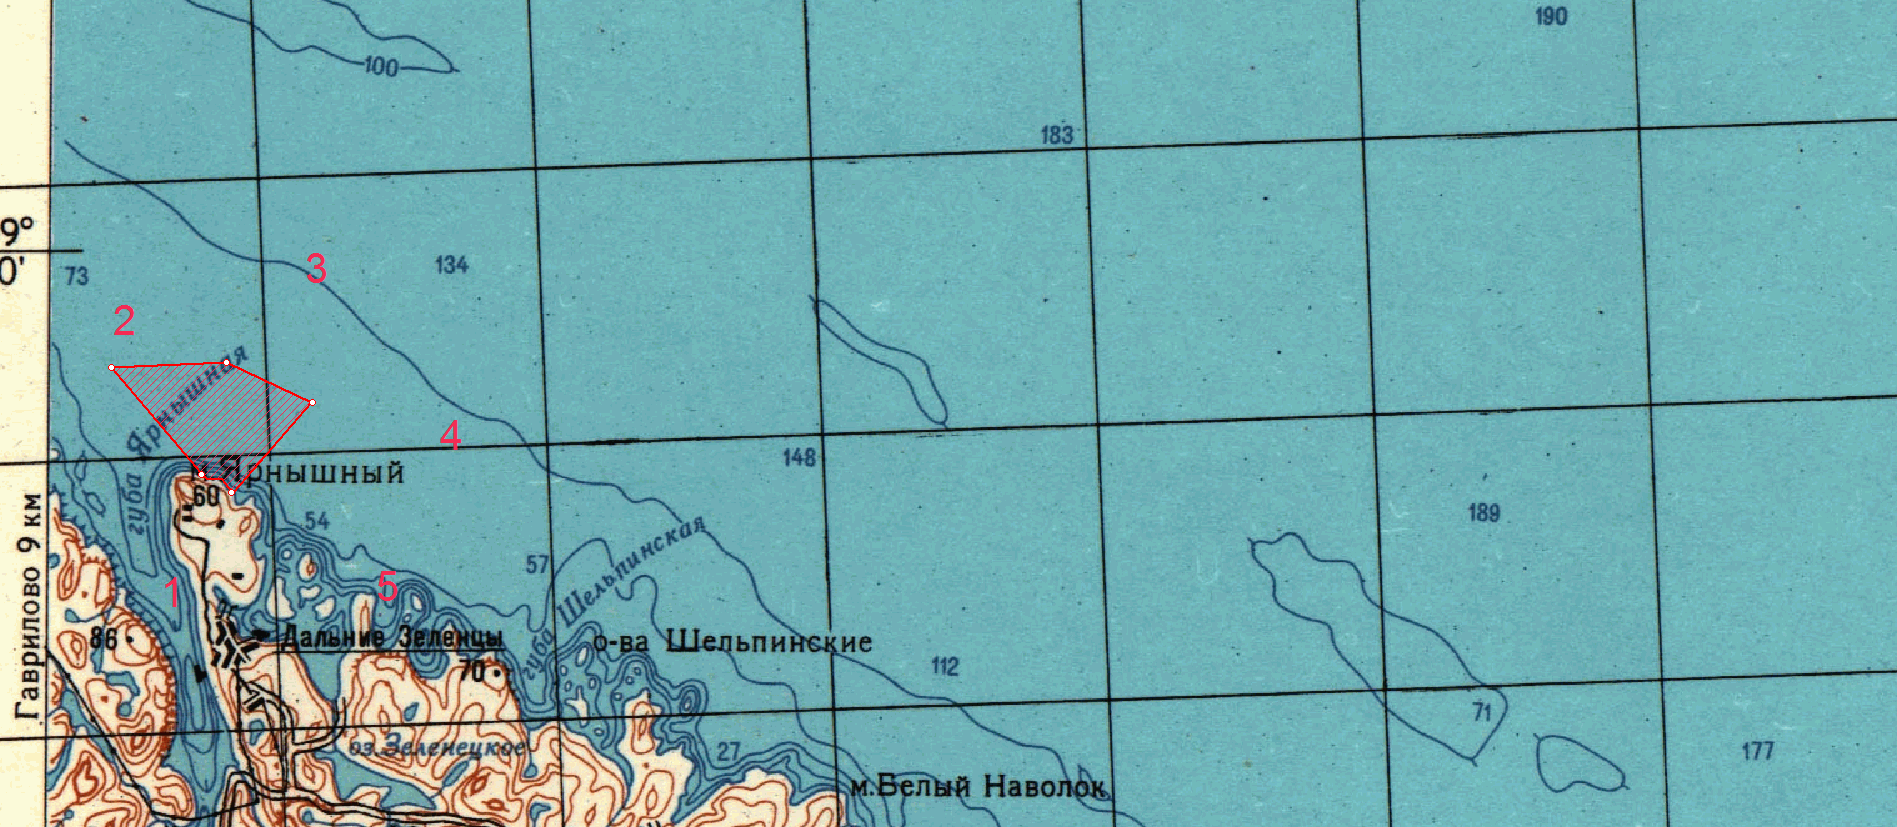 190
100
183
9°
0'
73
3
134
2
губа Ярнышная
4
148
м. Ярнышный
60
54
189
57
губа Шельпинская
1
5
Гаврилово 9 км
86
Дальние Зеленцы
70
о-ва Шельпинские
112
71
оз. Зеленецкое
27
177
м. Белый Наволок